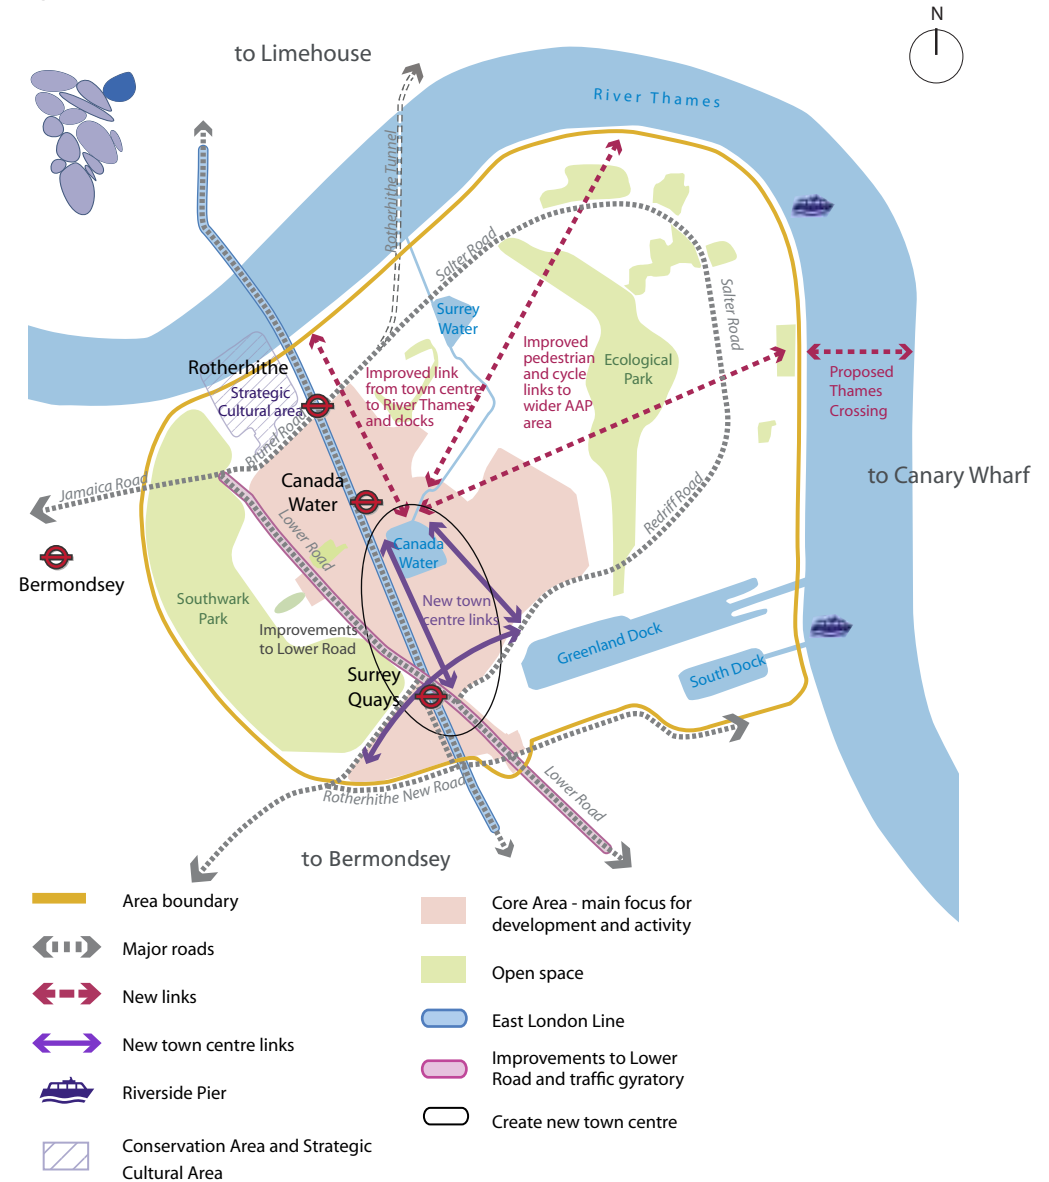 N
to Limehouse
River Thames
Rotherhithe Tunnel
Salter Road
Salter Road
Surrey
Water
Rotherhithe
Strategic
Cultural area
Brunel Road
Improved link
from town centre
to River Thames
and docks
Improved
pedestrian
and cycle
links to
wider AAP
area
Ecological
Park
Proposed
Thames
Crossing
to Canary Wharf
Jamaica Road
Canada
Water
Lower Road
Redriff Road
Canada
Water
Bermondsey
Southwark
Park
New town
centre links
Improvements
to Lower Road
Greenland Dock
South Dock
Surrey
Quays
Rotherhithe New Road
Lower Road
to Bermondsey
Area boundary
Major roads
New links
New town centre links
Riverside Pier
Conservation Area and Strategic
Cultural Area
Core Area - main focus for
development and activity
Open space
East London Line
Improvements to Lower
Road and traffic gyratory
Create new town centre